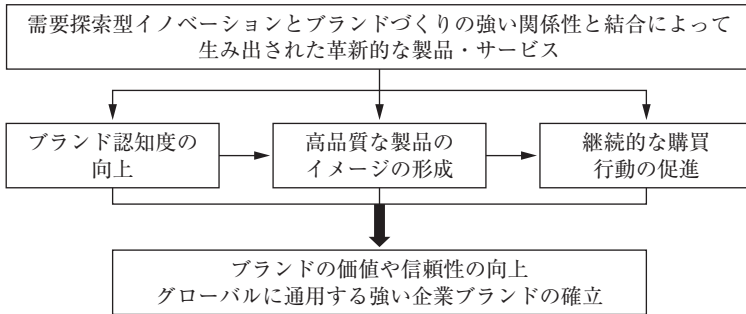 需要探索型イノベーションとブランドづくりの強い関係性と結合によって
生み出された革新的な製品・サービス
ブランド認知度の
向上
高品質な製品の
イメージの形成
継続的な購買
行動の促進
ブランドの価値や信頼性の向上
グローバルに通用する強い企業ブランドの確立